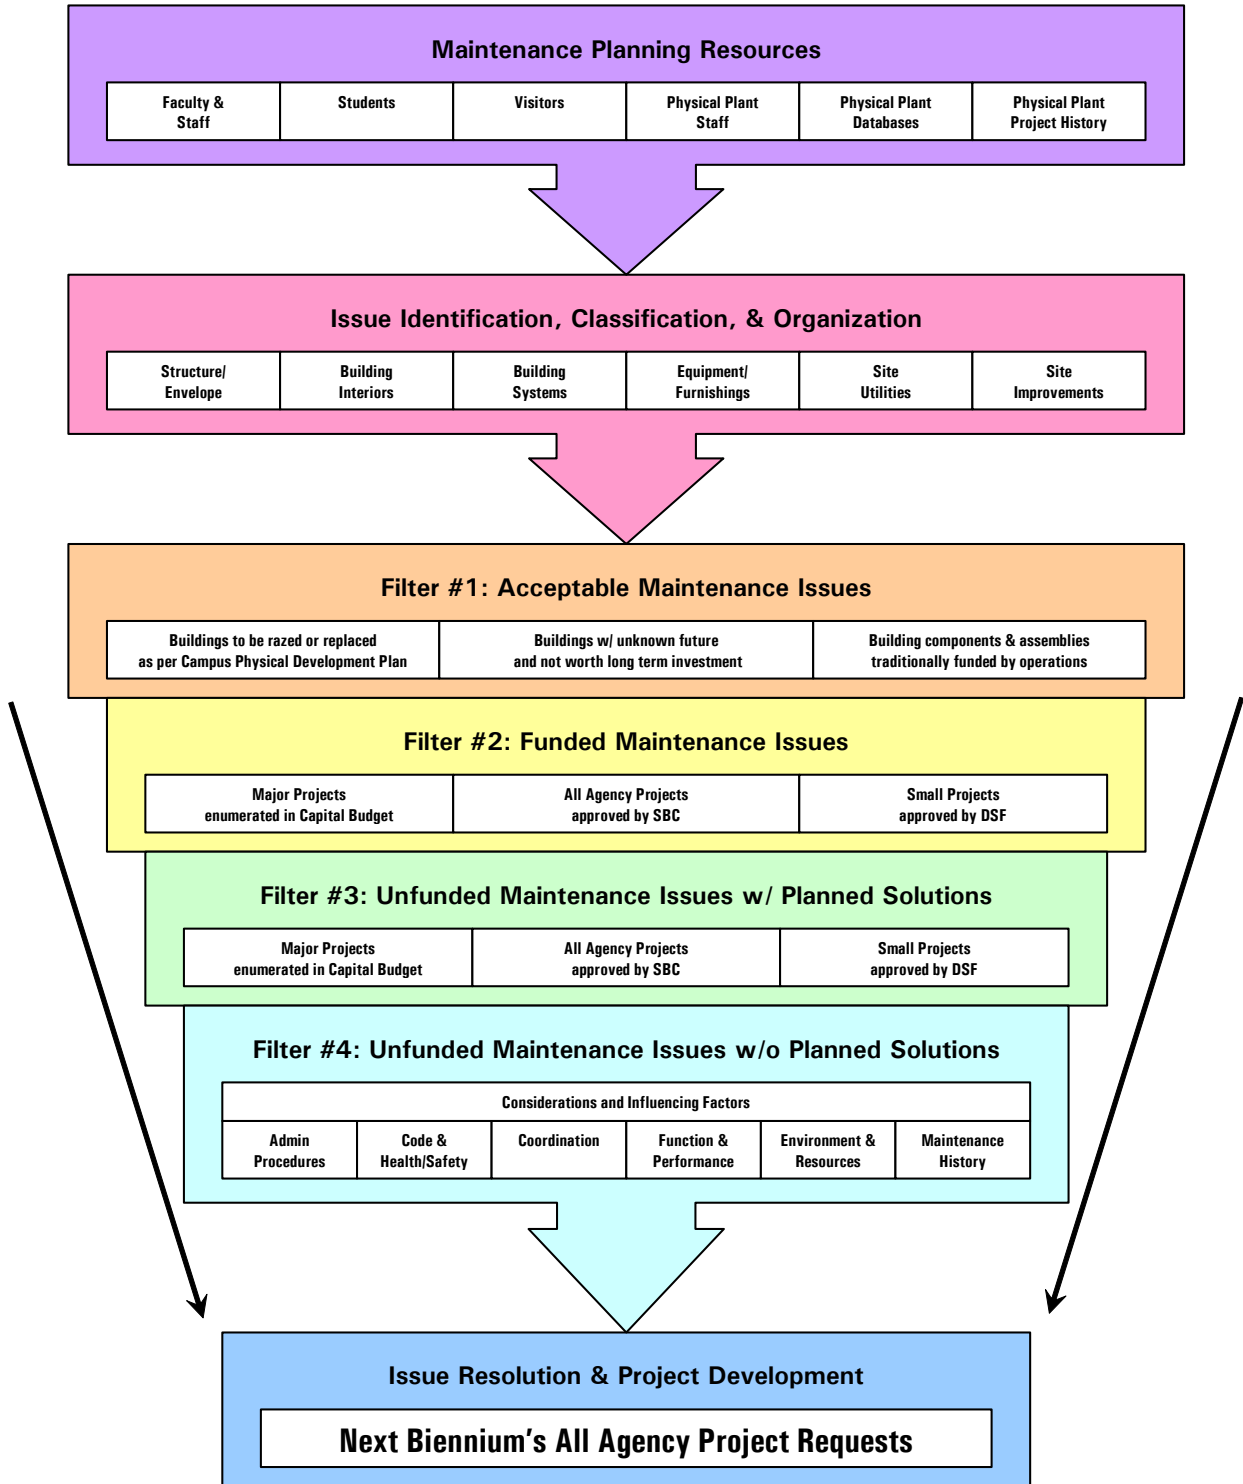 Maintenance Planning Resources
Faculty &
Staff
Students
Visitors
Physical Plant
Staff
Physical Plant
Databases
Physical Plant
Project History
Issue Identification, Classification, & Organization
Structure/
Envelope
Building
Interiors
Building
Systems
Equipment/
Furnishings
Site
Utilities
Site
Improvements
Filter #1: Acceptable Maintenance Issues
Buildings to be razed or replaced
as per Campus Physical Development Plan
Buildings w/ unknown future
and not worth long term investment
Building components & assemblies
traditionally funded by operations
Filter #2: Funded Maintenance Issues
Major Projects
enumerated in Capital Budget
All Agency Projects
approved by SBC
Small Projects
approved by DSF
Filter #3: Unfunded Maintenance Issues w/ Planned Solutions
Major Projects
enumerated in Capital Budget
All Agency Projects
approved by SBC
Small Projects
approved by DSF
Filter #4: Unfunded Maintenance Issues w/o Planned Solutions
Considerations and Influencing Factors
Admin
Procedures
Code &
Health/Safety
Coordination
Function &
Performance
Environment &
Resources
Maintenance
History
Issue Resolution & Project Development
Next Biennium's All Agency Project Requests